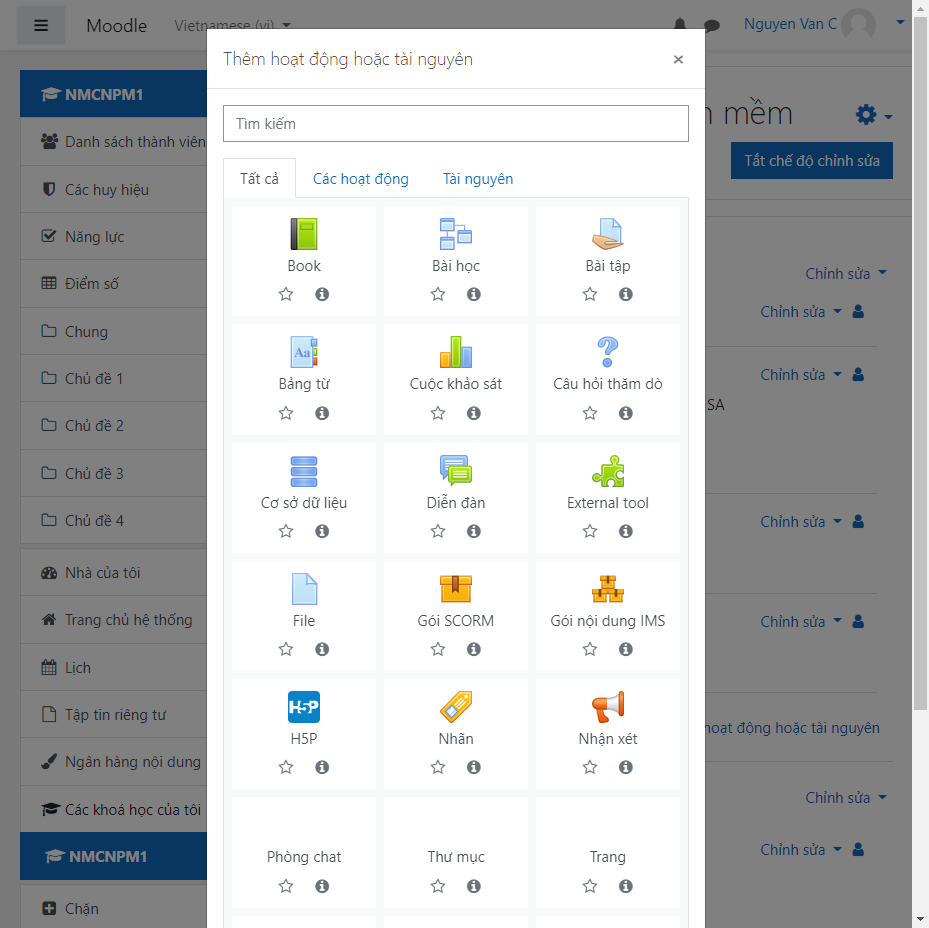 Moodle
Vietnamese (vi)
Nguyen Van C
Thêm hoạt động hoặc tài nguyên
×
Tìm kiếm
mềm
Tắt chế độ chỉnh sửa
Tất cả
Các hoạt động
Tài nguyên
NMCNPM1
Danh sách thành viên
Các huy hiệu
Năng lực
Điểm số
Chung
Chủ đề 1
Chủ đề 2
Chủ đề 3
Chủ đề 4
Nhà của tôi
Trang chủ hệ thống
Lịch
Tập tin riêng tư
Ngân hàng nội dung
Các khoá học của tôi
NMCNPM1
Chặn
Book
Bài học
Bài tập
Aa
Bảng từ
Cuộc khảo sát
Câu hỏi thăm dò
Cơ sở dữ liệu
Diễn đàn
External tool
File
Gói SCORM
Gói nội dung IMS
H5P
H5P
Nhãn
Nhận xét
Phòng chat
Thư mục
Trang
Chỉnh sửa
Chỉnh sửa
Chỉnh sửa
SA
Chỉnh sửa
Chỉnh sửa
hoạt động hoặc tài nguyên
Chỉnh sửa
Chỉnh sửa